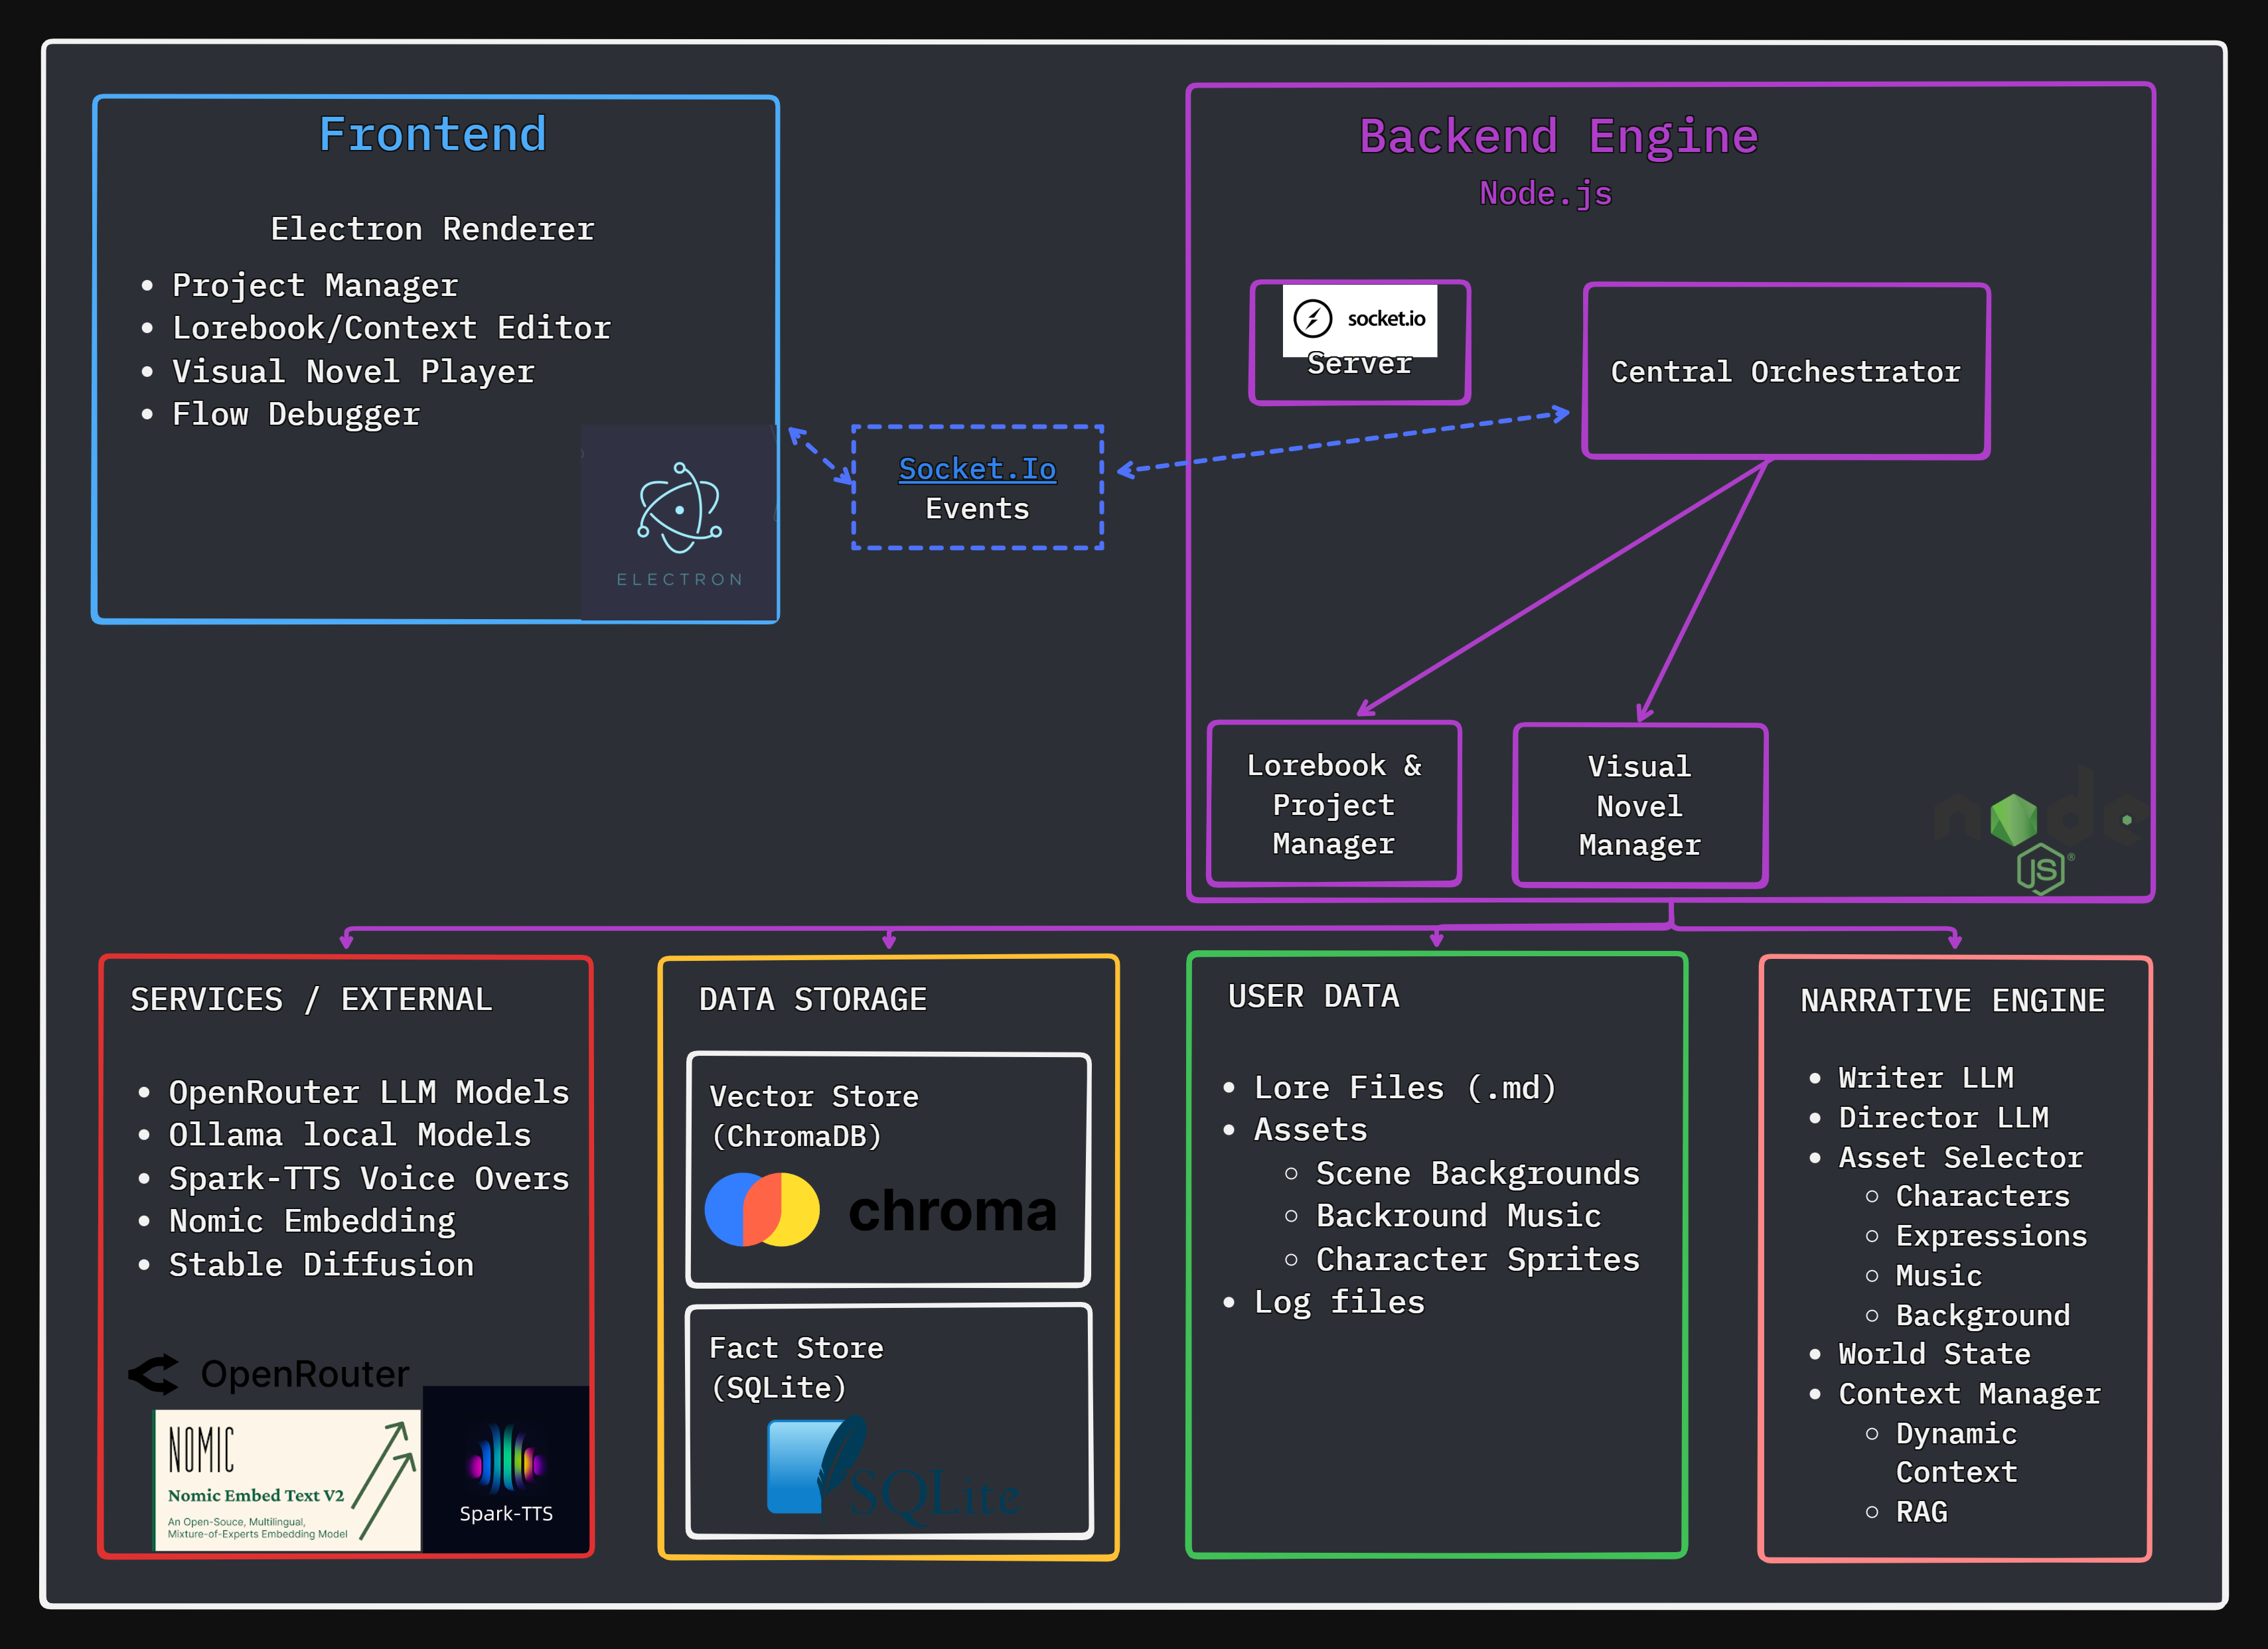 Frontend
Electron Renderer
• Project Manager
• Lorebook/Context Editor
• Visual Novel Player
• Flow Debugger
ELECTRON
Socket.Io
Events
Backend Engine
Node.js
socket.io
Server
Central Orchestrator
Lorebook &
Project
Manager
Visual
Novel
Manager
node
JS®
SERVICES / EXTERNAL
• OpenRouter LLM Models
• Ollama local Models
• Spark-TTS Voice Overs
• Nomic Embedding
• Stable Diffusion
OpenRouter
NOMIC
Nomic Embed Text V2
An Open-Souce, Multilingual,
Mixture-of-Experts Embedding Model
Spark-TTS
DATA STORAGE
Vector Store
(ChromaDB)
chroma
Fact Store
(SQLite)
SQLite
USER DATA
• Lore Files (.md)
• Assets
○ Scene Backgrounds
○ Backround Music
○ Character Sprites
• Log files
NARRATIVE ENGINE
• Writer LLM
• Director LLM
• Asset Selector
○ Characters
○ Expressions
○ Music
○ Background
• World State
• Context Manager
○ Dynamic
Context
○ RAG